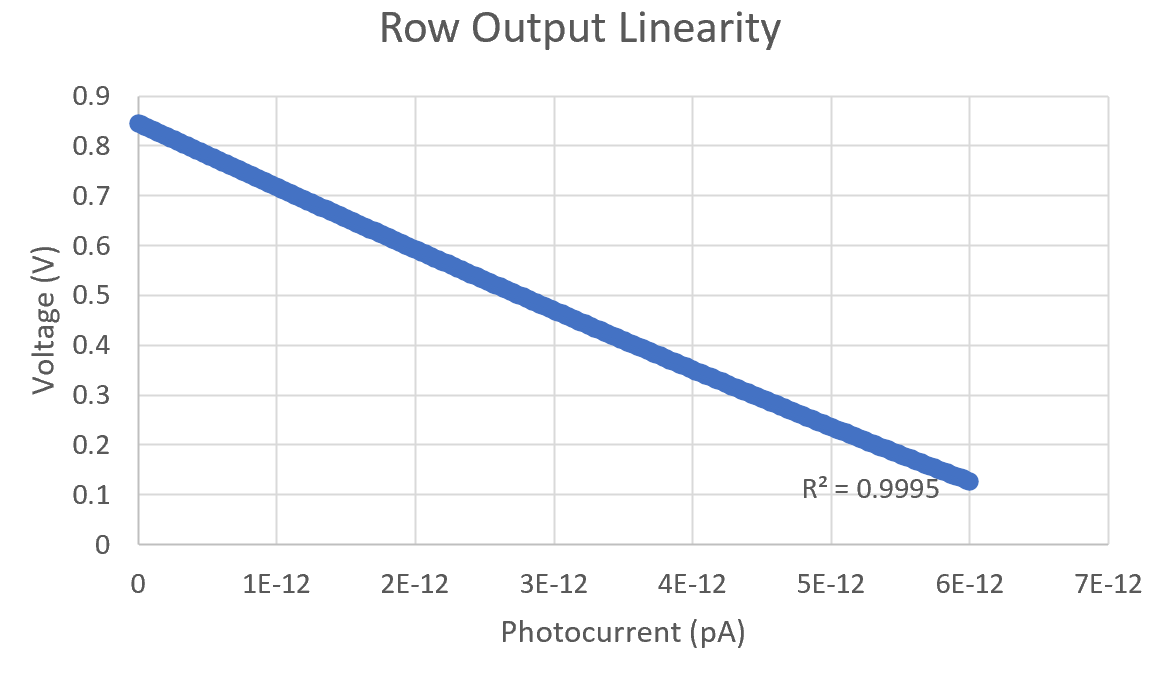 Row Output Linearity
0.9
0.8
0.7
0.6
0.5
0.4
0.3
0.2
0.1
0
Voltage (V)
R² = 0.9995
0 1E-12 2E-12 3E-12 4E-12 5E-12 6E-12 7E-12
Photocurrent (pA)